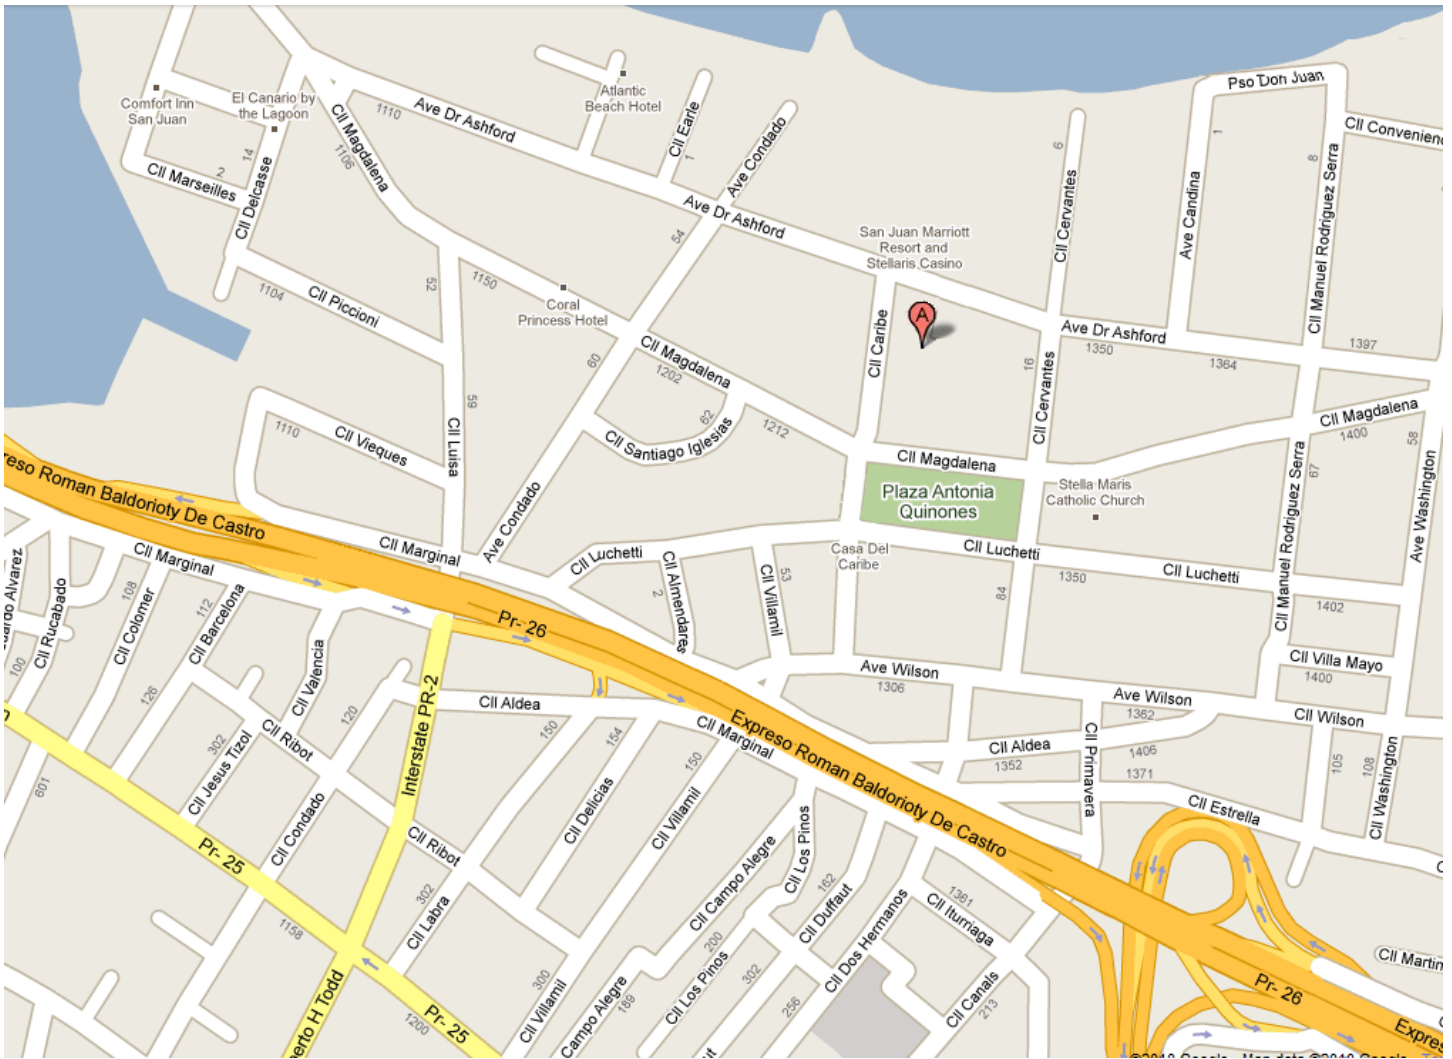 Pso Don Juan
Atlantic
Beach Hotel
Comfort Inn
San Juan
El Canario by
the Lagoon
1110
Ave Dr Ashford
Cll Earle
1
Cll Magdalena
1106
Ave Condado
6
1
8
Cll Marseilles
2
14
Cll Delcasse
Ave Dr Ashford
Cll Cervantes
Ave Candina
Cll Manuel Rodriguez Serra
54
San Juan Marriott
Resort and
Stellaris Casino
52
1150
1104
Cll Piccioni
Coral
Princess Hotel
A
Cll Caribe
Ave Dr Ashford
1350
1364
1397
Cll Magdalena
1202
60
16
Cll Cervantes
59
Cll Luisa
1110
Cll Vieques
62
Cll Santiago Iglesias
1212
Cll Magdalena
1400
58
Cll Magdalena
Plaza Antonia
Quinones
Stella Maris
Catholic Church
67
Cll Manuel Rodriguez Serra
Ave Washington
reso Roman Baldorioty De Castro
Ave Condado
Cll Marginal
Cll Marginal
Cll Luchetti
Casa Del
Caribe
Cll Luchetti
1350
Cll Luchetti
1402
108
112
2
Cll Almendares
53
Cll Villamil
84
Cll Rucabado
Cll Colomer
Cll Barcelona
Pr- 26
100
126
Cll Valencia
Ave Wilson
1306
Cll Villa Mayo
1400
Ave Wilson
1362
Cll Wilson
120
Interstate PR-2
Cll Aldea
150
154
Cll Marginal
150
Expreso Roman Baldorioty De Castro
Cll Aldea
1352
1406
1371
Cll Primavera
105
108
Cll Washington
302
Cll Ribot
Cll Jesus Tizol
601
Cll Condado
Cll Delicias
Cll Villamil
Cll Estrella
Pr- 25
Cll Ribot
302
Cll Labra
Cll Campo Alegre
Cll Los Pinos
162
Cll Duffaut
1361
Cll Iturriaga
1158
200
302
Cll Dos Hermanos
300
Cll Villamil
Campo Alegre
189
Cll Los Pinos
256
Cll Canals
213
Pr- 25
1200
Pr- 26